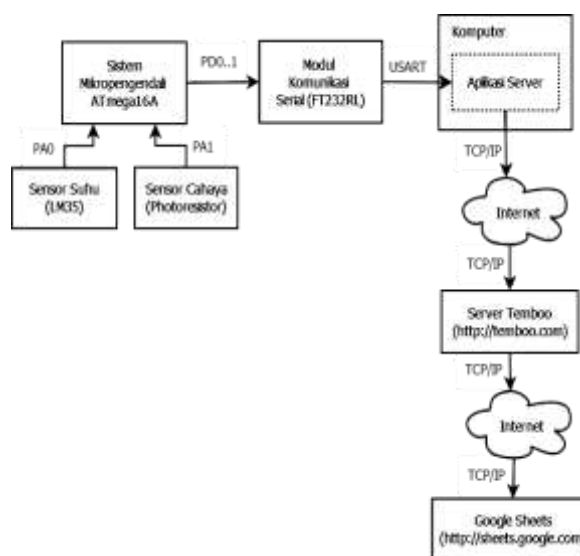 Komputer
Sistem
Mikropengendali
ATmega16A
PD0..1
Modul
Komunikasi
Serial (FT232RL)
USART
Aplikasi Server
PA0
PA1
Sensor Suhu
(LM35)
Sensor Cahaya
(Photoresistor)
TCP/IP
Internet
TCP/IP
Server Temboo
(http://temboo.com)
TCP/IP
Internet
TCP/IP
Google Sheets
(http://sheets.google.com